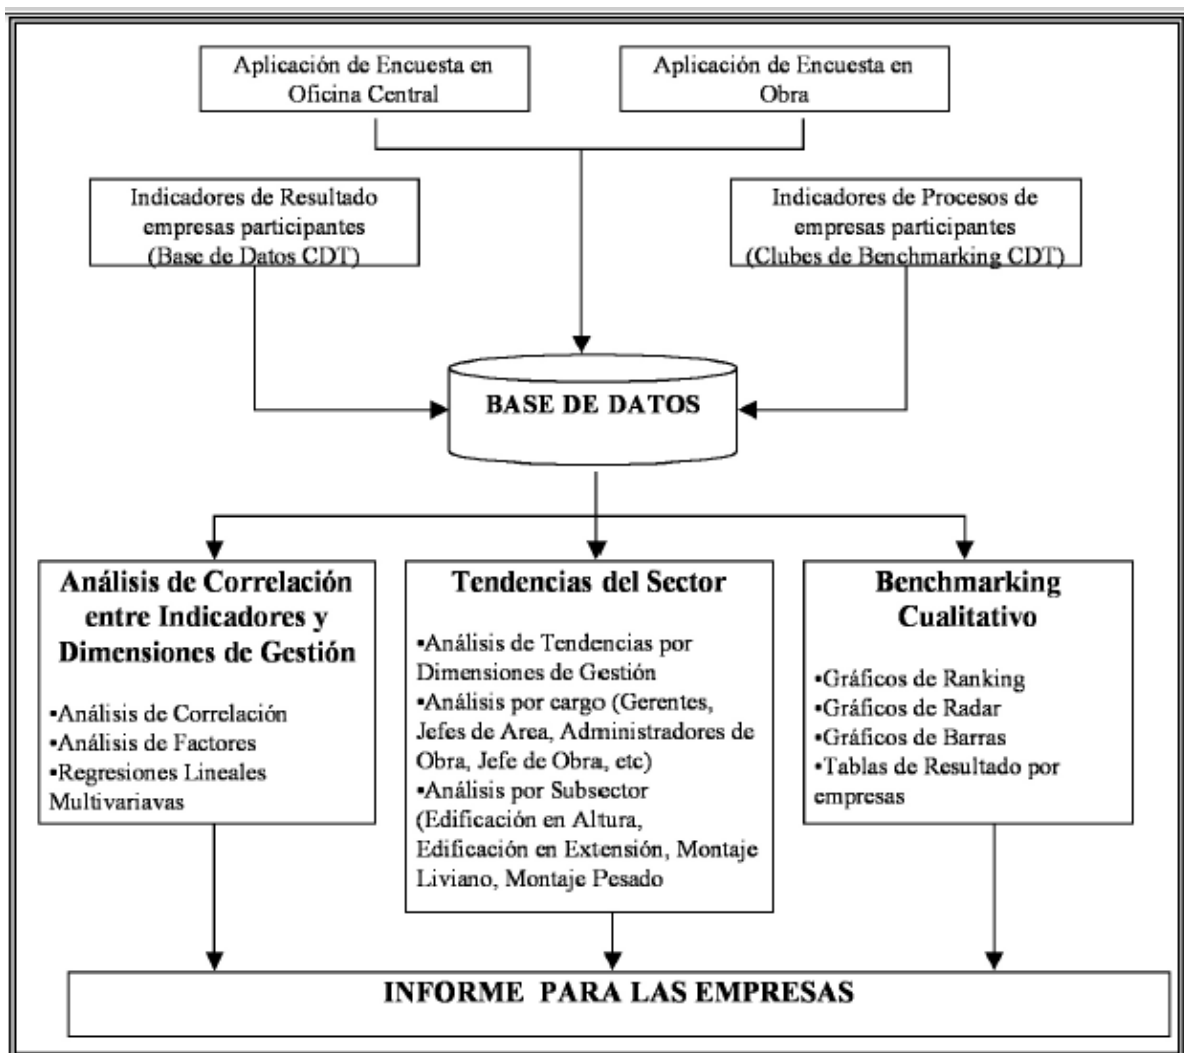 Aplicación de Encuesta en
Oficina Central
Aplicación de Encuesta en
Obra
Indicadores de Resultado
empresas participantes
(Base de Datos CDT)
Indicadores de Procesos de
empresas participantes
(Clubes de Benchmarking CDT)
BASE DE DATOS
Análisis de Correlación
entre Indicadores y
Dimensiones de Gestión
▪Análisis de Correlación
▪Análisis de Factores
▪Regresiones Lineales
Multivariavas
Tendencias del Sector
▪Análisis de Tendencias por
Dimensiones de Gestión
▪Análisis por cargo (Gerentes,
Jefes de Area, Administradores de
Obra, Jefe de Obra, etc)
▪Análisis por Subsector
(Edificación en Altura,
Edificación en Extensión, Montaje
Liviano, Montaje Pesado
Benchmarking
Cualitativo
▪Gráficos de Ranking
▪Gráficos de Radar
▪Gráficos de Barras
▪Tablas de Resultado por
empresas
INFORME PARA LAS EMPRESAS